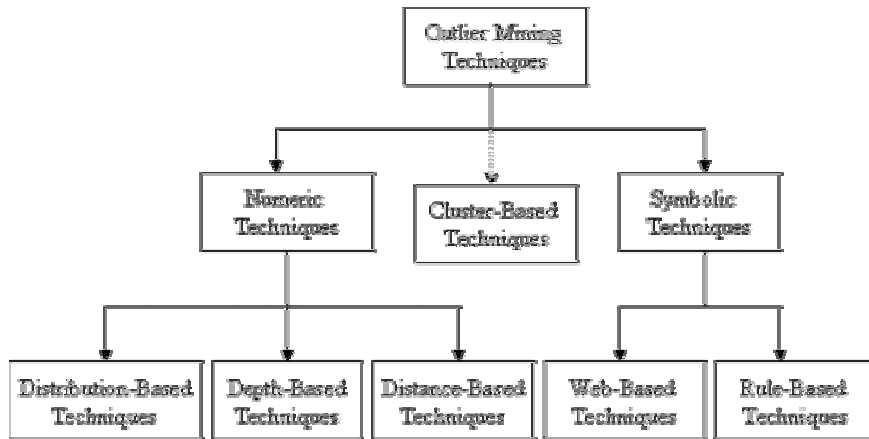 Outlier Mining
Techniques
Numeric
Techniques
Cluster-Based
Techniques
Symbolic
Techniques
Distribution-Based
Techniques
Depth-Based
Techniques
Distance-Based
Techniques
Web-Based
Techniques
Rule-Based
Techniques